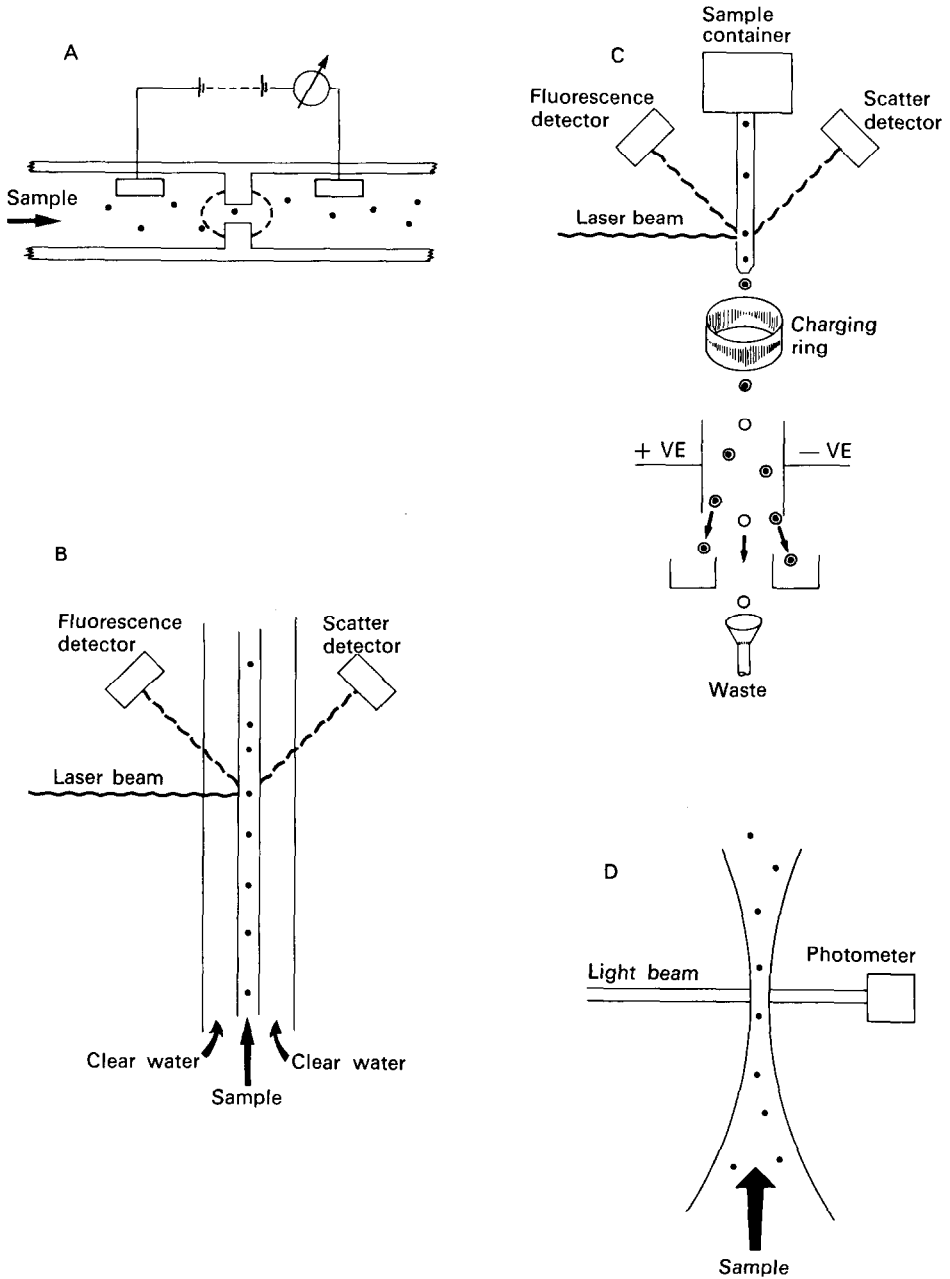 A
Sample
B
Fluorescence
detector
Scatter
detector
Laser beam
Clear water
Clear water
Sample
C
Sample
container
Fluorescence
detector
Scatter
detector
Laser beam
Charging
ring
+ VE
— VE
Waste
D
Light beam
Photometer
Sample